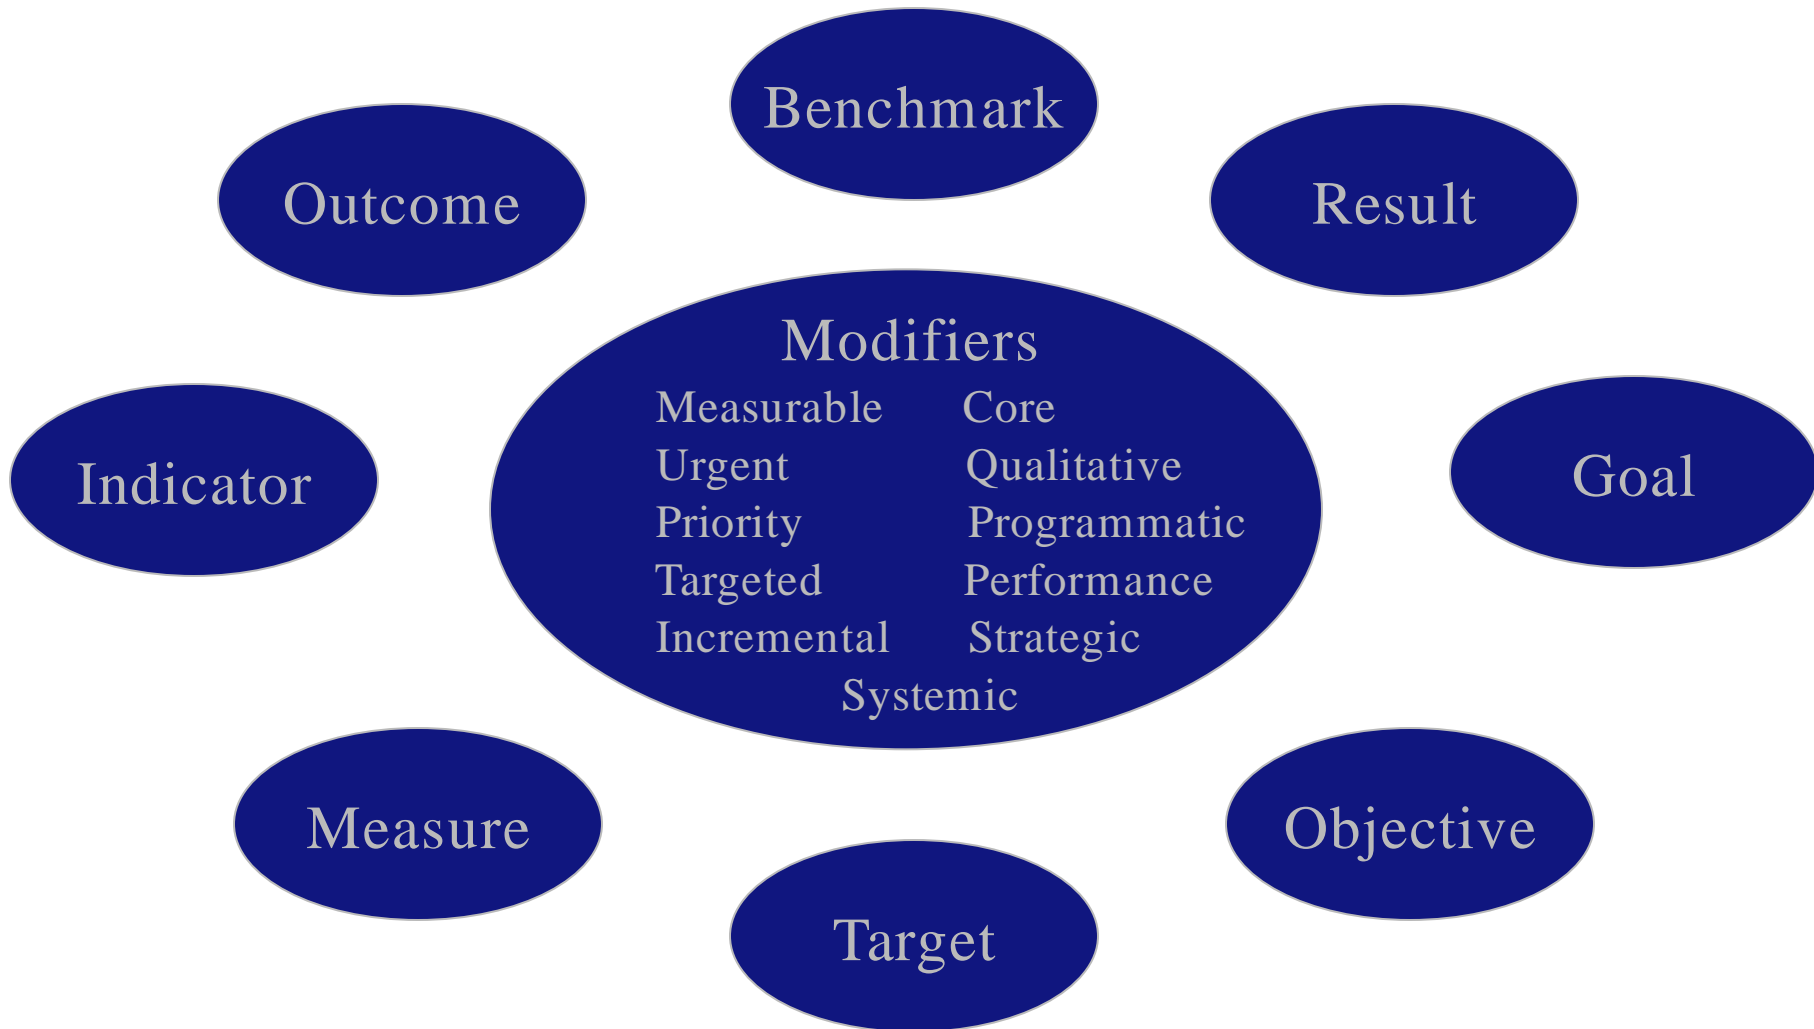 Benchmark
Outcome
Result
Modifiers
Measurable Core
Urgent Qualitative
Priority Programmatic
Targeted Performance
Incremental Strategic
Systemic
Indicator
Goal
Measure
Objective
Target